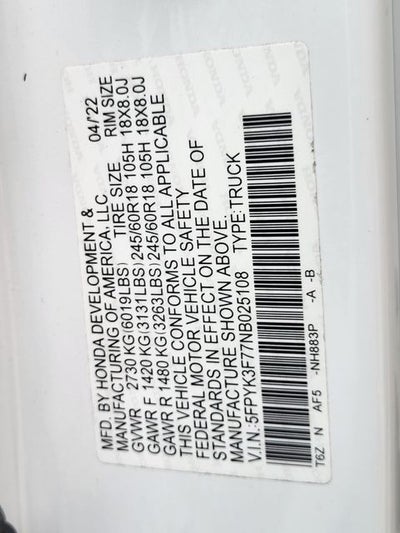 MFD. BY HONDA DEVELOPMENT &
MANUFACTURING OF AMERICA, LLC 04/'22
TIRE SIZE RIM SIZE
GVWR 2730 KG(6019LBS)
GAWR F 1420 KG(3131LBS) 245/60R18 105H 18X8.0J
GAWR R 1480 KG(3263LBS) 245/60R18 105H 18X8.0J
THIS VEHICLE CONFORMS TO ALL APPLICABLE
FEDERAL MOTOR VEHICLE SAFETY
STANDARDS IN EFFECT ON THE DATE OF
MANUFACTURE SHOWN ABOVE.
V.I.N.:5FPYK3F77NB025108 TYPE:TRUCK
T6Z N AF5 -NH883P -A -B